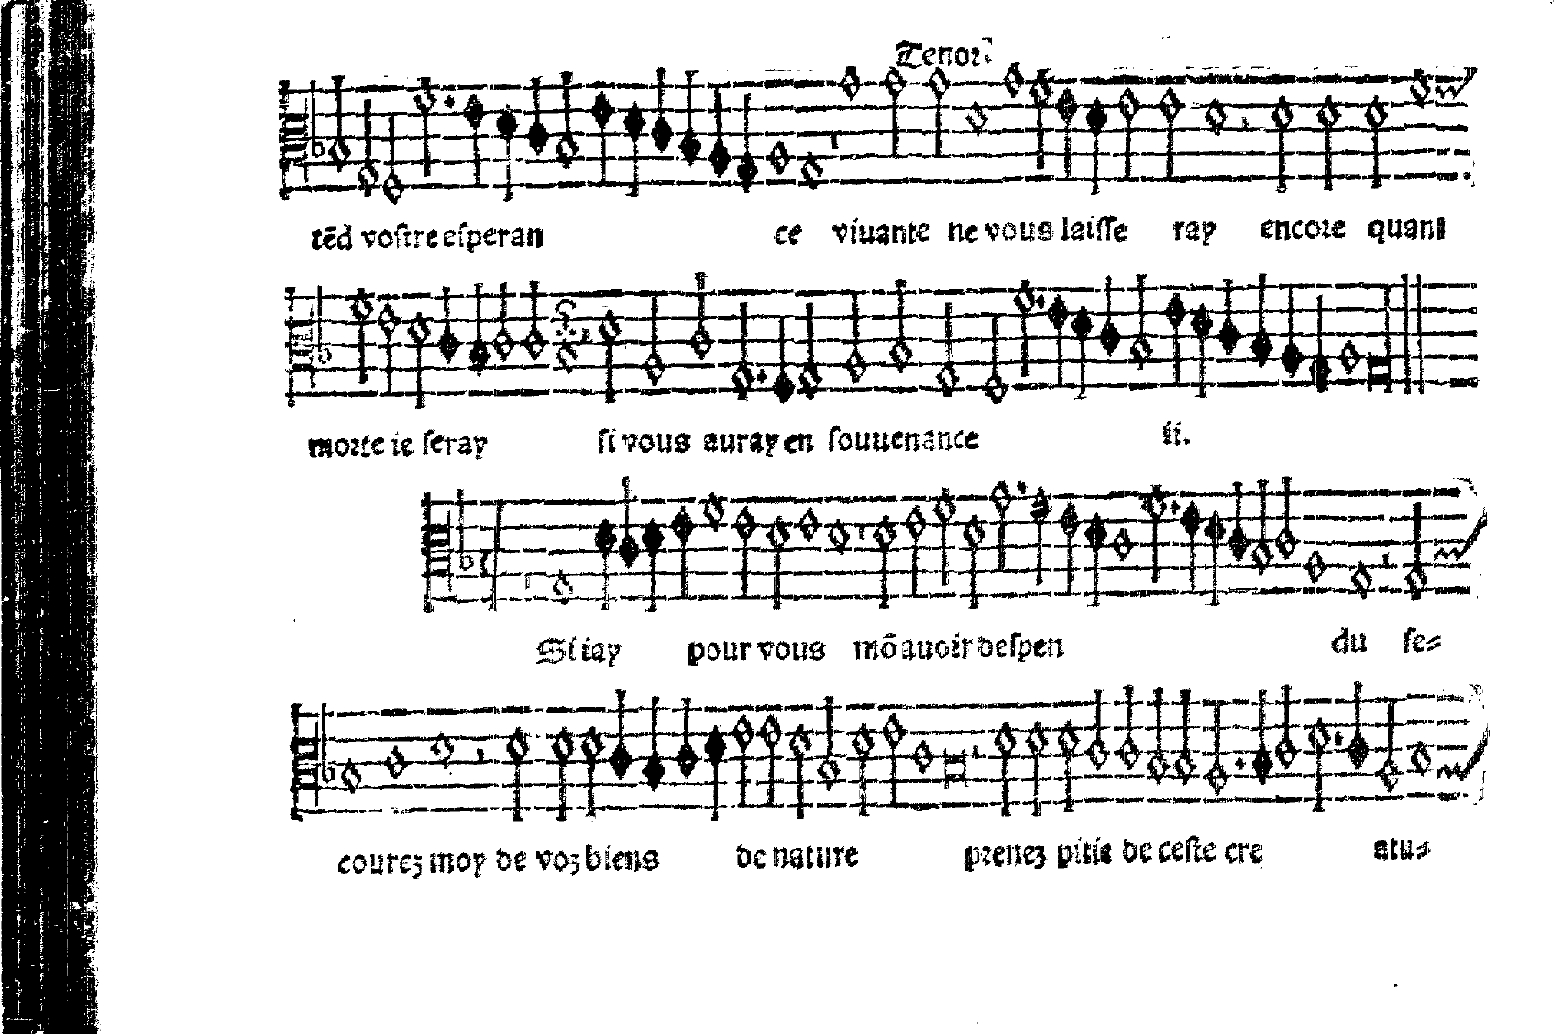 Tenor.
tēd vostre esperan ce viuante ne vous laisse ray encore quant
morte ie seray si vous auray en souuenance ii.
Si iay pour vous mō auoir despen du se=
courez moy de voz biens de nature prenez pitie de ceste cre atu=